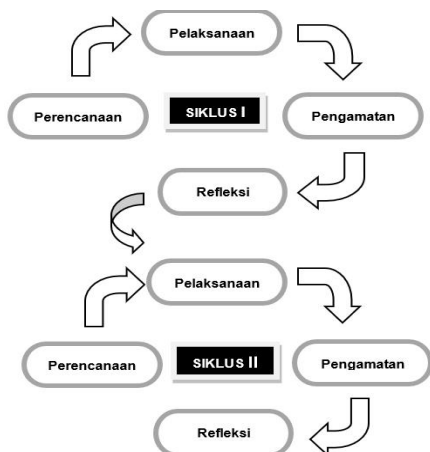 Pelaksanaan
Perencanaan
SIKLUS I
Pengamatan
Refleksi
Pelaksanaan
Perencanaan
SIKLUS II
Pengamatan
Refleksi